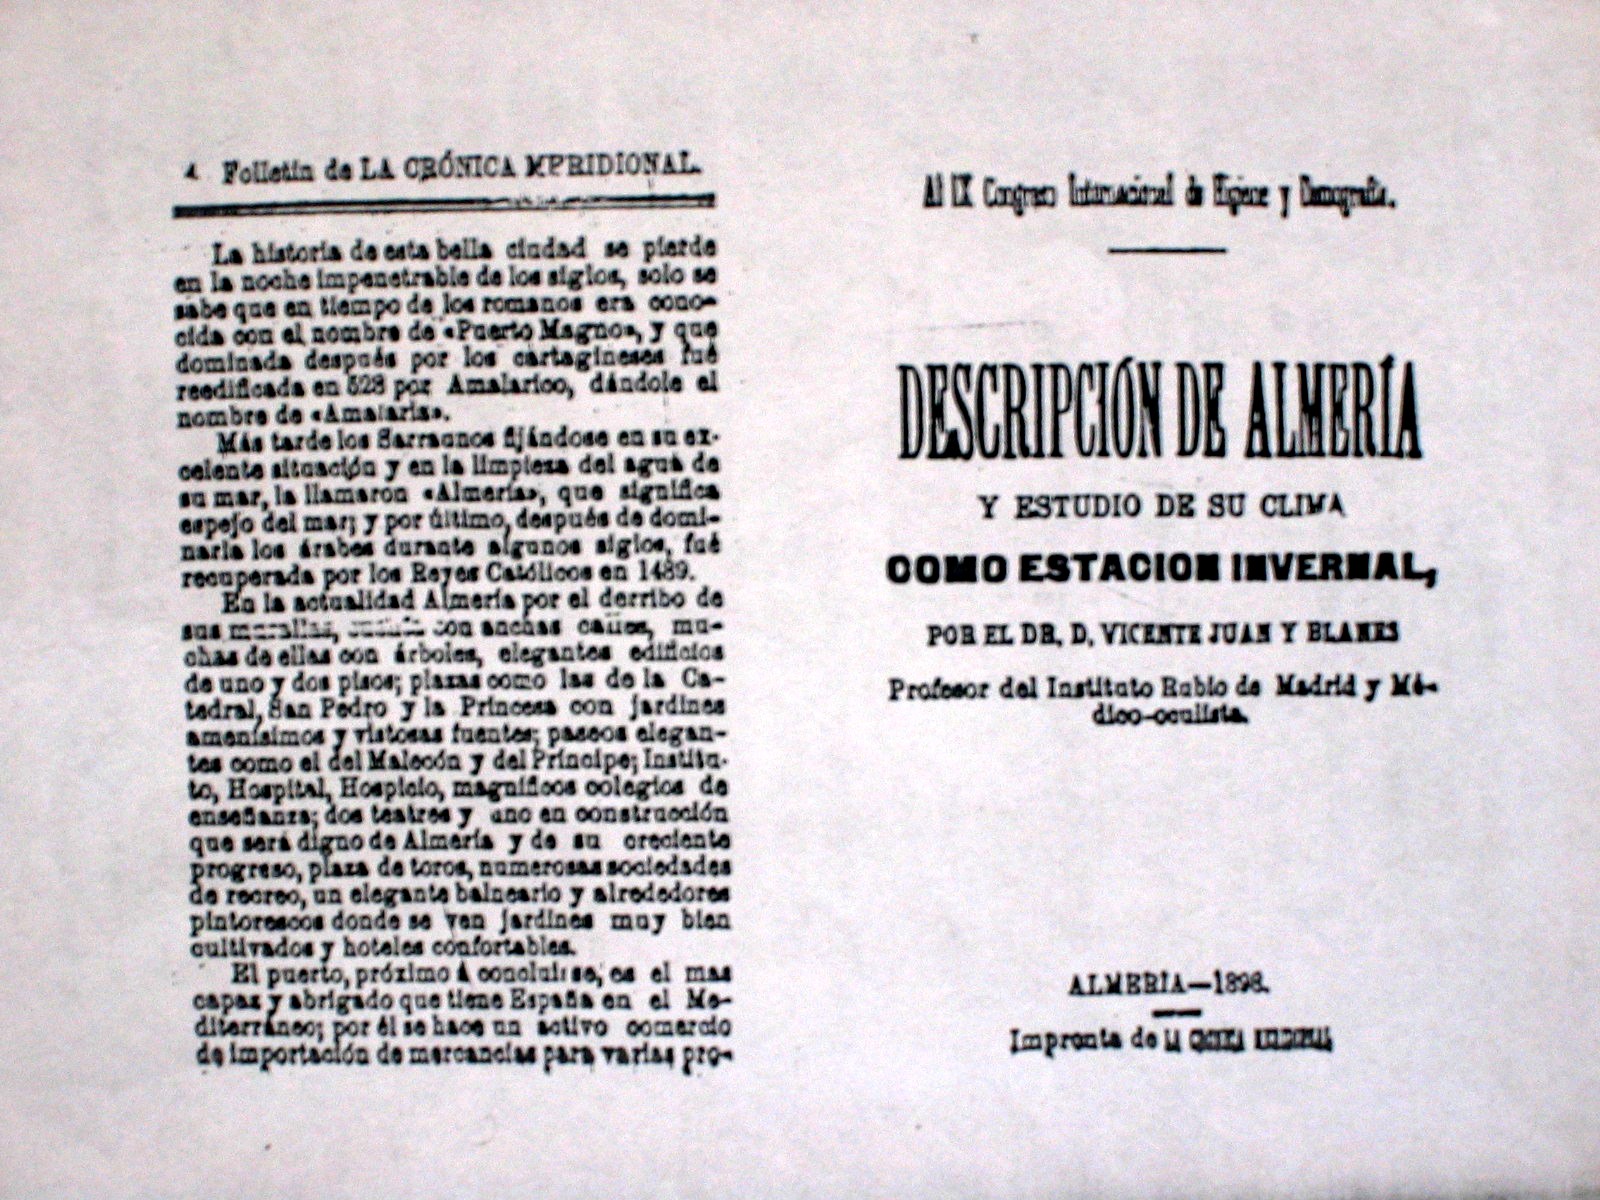 4 Folletín de LA CRÓNICA MERIDIONAL.
La historia de esta bella ciudad se pierde
en la noche impenetrable de los siglos, solo se
sabe que en tiempo de los romanos era cono-
cida con el nombre de «Puerto Magno», y que
dominada después por los cartagineses fué
reedificada en 528 por Amalarico, dándole el
nombre de «Amalaria».
Más tarde los Sarracnos fijándose en su ex-
celente situación y en la limpieza del agua de
su mar, la llamaron «Almería», que significa
espejo del mar; y por último, después de domi-
narla los árabes durante algunos siglos, fué
recuperada por los Reyes Católicos en 1489.
En la actualidad Almería por el derribo de
sus murallas, con anchas calles, mu-
chas de ellas con árboles, elegantes edificios
de uno y dos pisos; plazas como las de la Ca-
tedral, San Pedro y la Princesa con jardines
amenísimos y vistosas fuentes; paseos elegan-
tes como el del Malecón y del Príncipe; Institu-
to, Hospital, Hospicio, magníficos colegios de
enseñanza; dos teatres y uno en construcción
que será digno de Almería y de su creciente
progreso, plaza de toros, numerosas sociedades
de recreo, un elegante balneario y alrededores
pintorescos donde se ven jardines muy bien
cultivados y hoteles confortables.
El puerto, próximo á concluirse, es el mas
capaz y abrigado que tiene España en el Me-
diterráneo; por él se hace un activo comercio
de importación de mercancías para varias pro-
Al IX Congreso Internacional de Higiene y Demografía.
DESCRIPCIÓN DE ALMERÍA
Y ESTUDIO DE SU CLIMA
COMO ESTACION INVERNAL,
POR EL DR. D. VICENTE JUAN Y BLANES
Profesor del Instituto Rubio de Madrid y Mé-
dico-oculista.
ALMERÍA—1898.
Imprenta de LA CRÓNICA MERIDIONAL